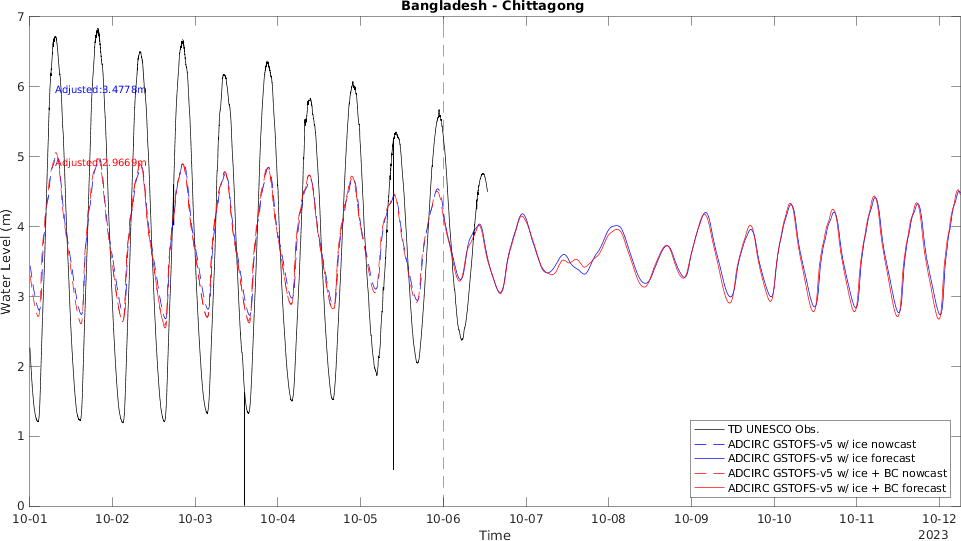 Bangladesh - Chittagong
7
6
5
4
3
2
1
0
Water Level (m)
Adjusted:3.4778m
Adjusted:2.9669m
TD UNESCO Obs.
ADCIRC GSTOFS-v5 w/ ice nowcast
ADCIRC GSTOFS-v5 w/ ice forecast
ADCIRC GSTOFS-v5 w/ ice + BC nowcast
ADCIRC GSTOFS-v5 w/ ice + BC forecast
10-01 10-02 10-03 10-04 10-05 10-06 10-07 10-08 10-09 10-10 10-11 10-12
Time
2023